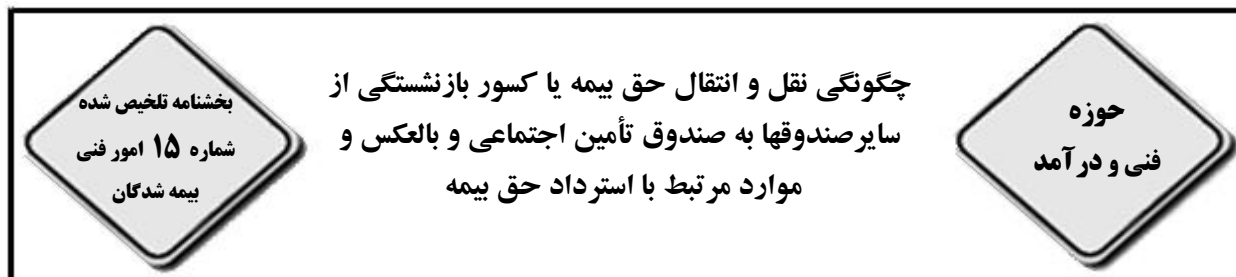 حوزه
فنی و درآمد
چگونگی نقل و انتقال حق بیمه یا کسور بازنشستگی از
سایرصندوقها به صندوق تأمین اجتماعی و بالعکس و
موارد مرتبط با استرداد حق بیمه
بخشنامه تلخیص شده
شماره ۱۵ امور فنی
بیمه شدگان